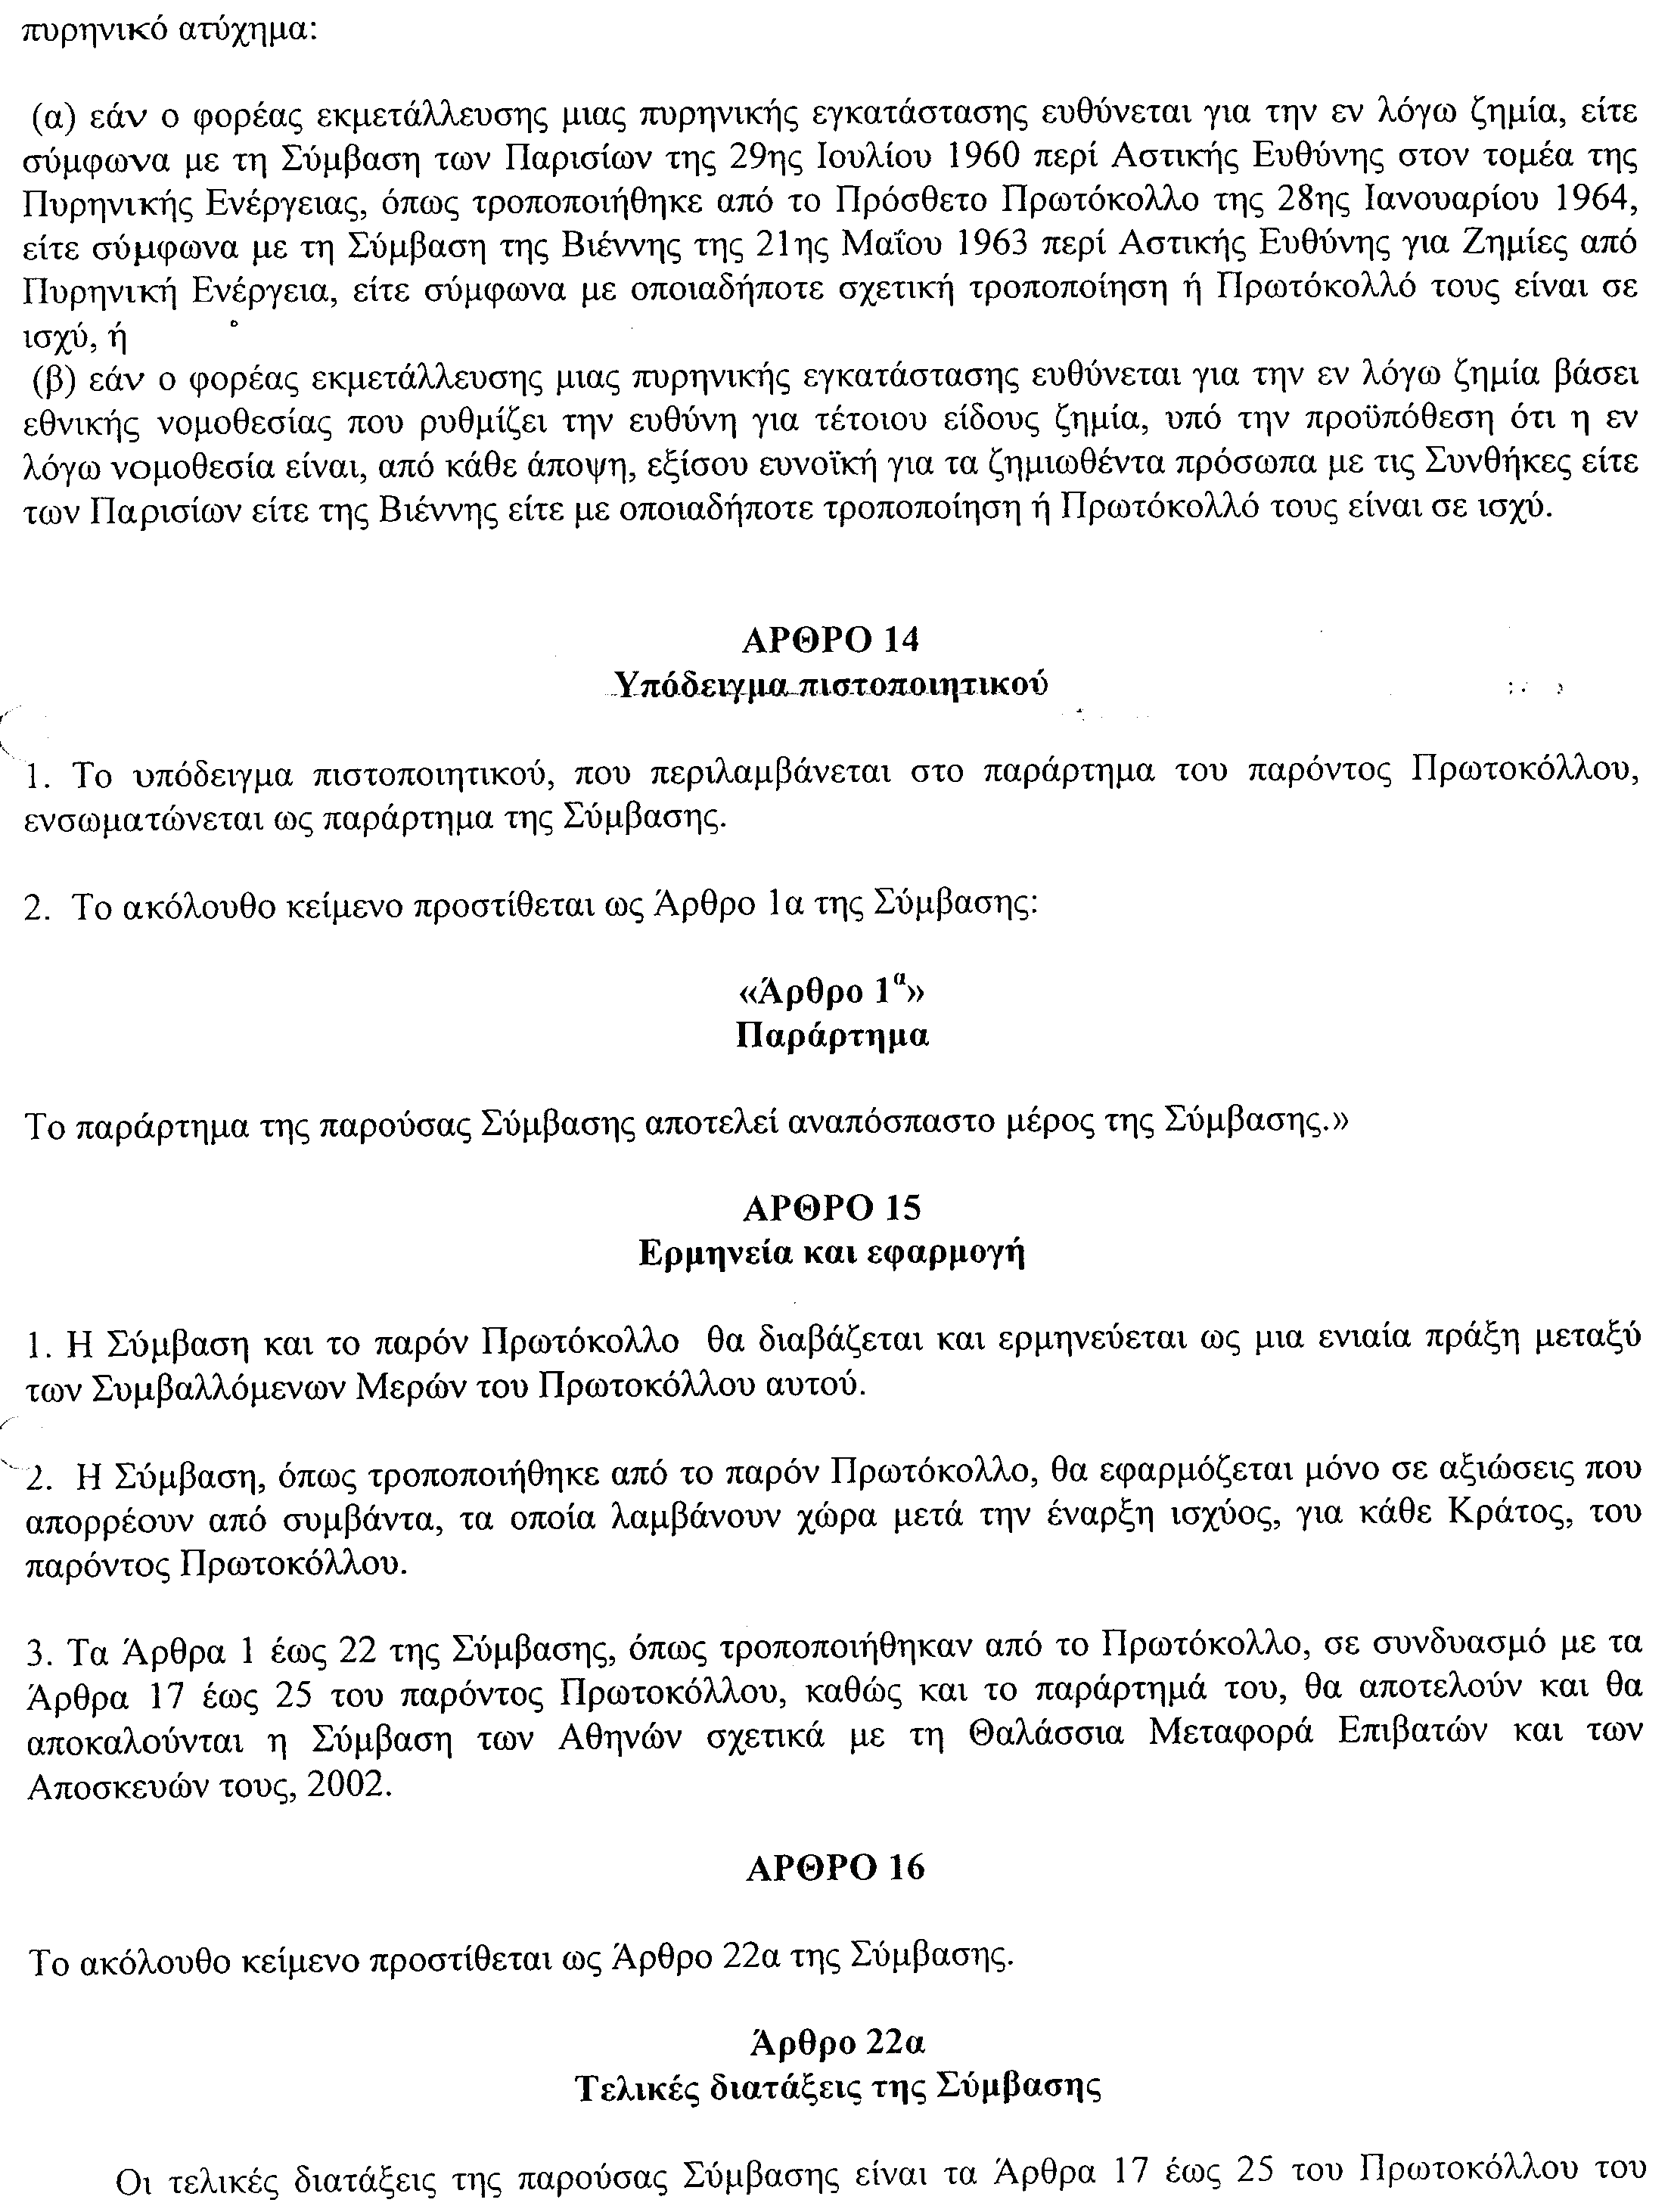 πυρηνικό ατύχημα:
(α) εάν ο φορέας εκμετάλλευσης μιας πυρηνικής εγκατάστασης ευθύνεται για την εν λόγω ζημία, είτε
σύμφωνα με τη Σύμβαση των Παρισίων της 29ης Ιουλίου 1960 περί Αστικής Ευθύνης στον τομέα της
Πυρηνικής Ενέργειας, όπως τροποποιήθηκε από το Πρόσθετο Πρωτόκολλο της 28ης Ιανουαρίου 1964,
είτε σύμφωνα με τη Σύμβαση της Βιέννης της 21ης Μαΐου 1963 περί Αστικής Ευθύνης για Ζημίες από
Πυρηνική Ενέργεια, είτε σύμφωνα με οποιαδήποτε σχετική τροποποίηση ή Πρωτόκολλό τους είναι σε
ισχύ, ή
(β) εάν ο φορέας εκμετάλλευσης μιας πυρηνικής εγκατάστασης ευθύνεται για την εν λόγω ζημία βάσει
εθνικής νομοθεσίας που ρυθμίζει την ευθύνη για τέτοιου είδους ζημία, υπό την προϋπόθεση ότι η εν
λόγω νομοθεσία είναι, από κάθε άποψη, εξίσου ευνοϊκή για τα ζημιωθέντα πρόσωπα με τις Συνθήκες είτε
των Παρισίων είτε της Βιέννης είτε με οποιαδήποτε τροποποίηση ή Πρωτόκολλό τους είναι σε ισχύ.
ΑΡΘΡΟ 14
Υπόδειγμα πιστοποιητικού
1. Το υπόδειγμα πιστοποιητικού, που περιλαμβάνεται στο παράρτημα του παρόντος Πρωτοκόλλου,
ενσωματώνεται ως παράρτημα της Σύμβασης.
2. Το ακόλουθο κείμενο προστίθεται ως Άρθρο 1α της Σύμβασης:
«Άρθρο 1α»
Παράρτημα
Το παράρτημα της παρούσας Σύμβασης αποτελεί αναπόσπαστο μέρος της Σύμβασης.»
ΑΡΘΡΟ 15
Ερμηνεία και εφαρμογή
1. Η Σύμβαση και το παρόν Πρωτόκολλο θα διαβάζεται και ερμηνεύεται ως μια ενιαία πράξη μεταξύ
των Συμβαλλόμενων Μερών του Πρωτοκόλλου αυτού.
2. Η Σύμβαση, όπως τροποποιήθηκε από το παρόν Πρωτόκολλο, θα εφαρμόζεται μόνο σε αξιώσεις που
απορρέουν από συμβάντα, τα οποία λαμβάνουν χώρα μετά την έναρξη ισχύος, για κάθε Κράτος, του
παρόντος Πρωτοκόλλου.
3. Τα Άρθρα 1 έως 22 της Σύμβασης, όπως τροποποιήθηκαν από το Πρωτόκολλο, σε συνδυασμό με τα
Άρθρα 17 έως 25 του παρόντος Πρωτοκόλλου, καθώς και το παράρτημά του, θα αποτελούν και θα
αποκαλούνται η Σύμβαση των Αθηνών σχετικά με τη Θαλάσσια Μεταφορά Επιβατών και των
Αποσκευών τους, 2002.
ΑΡΘΡΟ 16
Το ακόλουθο κείμενο προστίθεται ως Άρθρο 22α της Σύμβασης.
Άρθρο 22α
Τελικές διατάξεις της Σύμβασης
Οι τελικές διατάξεις της παρούσας Σύμβασης είναι τα Άρθρα 17 έως 25 του Πρωτοκόλλου του